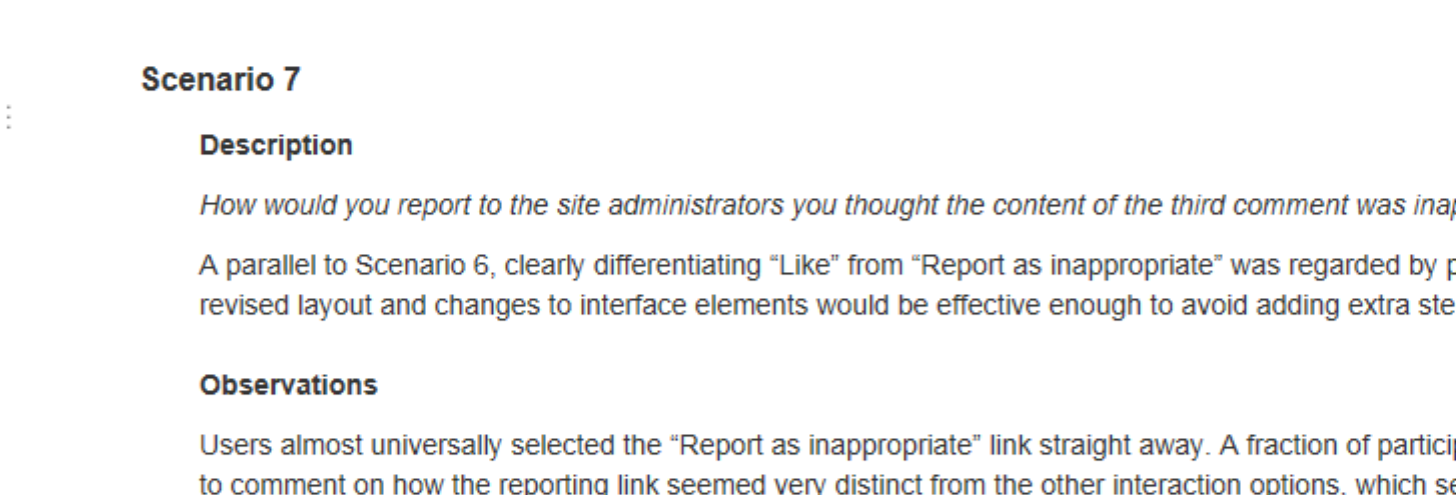 Scenario 7
Description
How would you report to the site administrators you thought the content of the third comment was
A parallel to Scenario 6, clearly differentiating “Like” from “Report as inappropriate” was regarded by
revised layout and changes to interface elements would be effective enough to avoid adding extra
Observations
Users almost universally selected the “Report as inappropriate” link straight away. A fraction of
to comment on how the reporting link seemed very distinct from the other interaction options, which